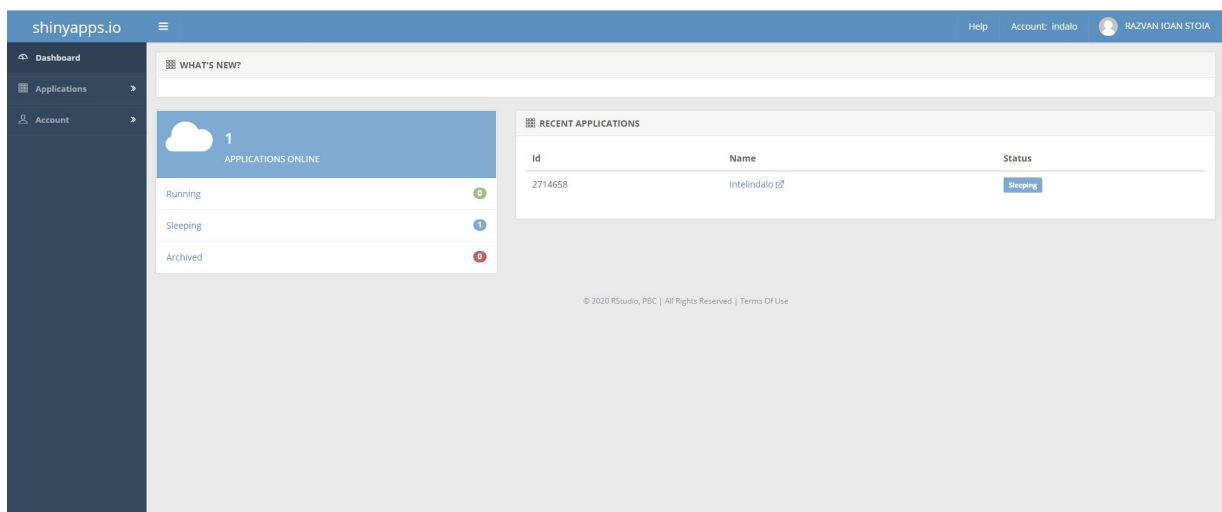 shinyapps.io
Help Account: indalo RAZVAN IOAN STOIA
Dashboard
Applications
Account
WHAT'S NEW?
1
APPLICATIONS ONLINE
Running 0
Sleeping 1
Archived 0
RECENT APPLICATIONS
Id Name Status
2714658 Intelindalo Sleeping
© 2020 RStudio, PBC | All Rights Reserved | Terms Of Use